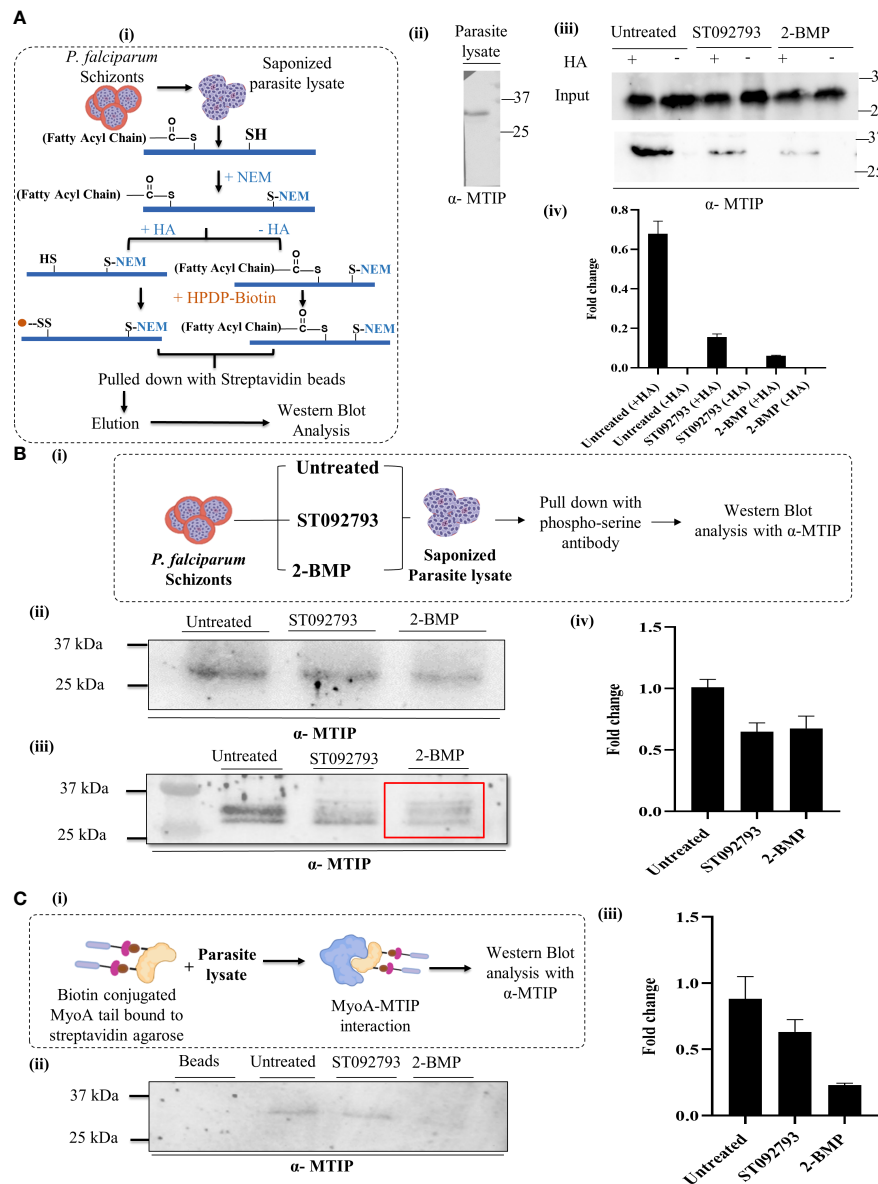 A
(i)
P. falciparum
Schizonts
Saponized
parasite lysate
(Fatty Acyl Chain)
O
C
S
SH
+ NEM
(Fatty Acyl Chain)
O
C
S
S-NEM
+ HA
- HA
HS
S-NEM
(Fatty Acyl Chain)
O
C
S
S-NEM
+ HPDP-Biotin
--SS
S-NEM
(Fatty Acyl Chain)
O
C
S
S-NEM
Pulled down with Streptavidin beads
Elution
Western Blot
Analysis
(ii)
Parasite
lysate
37
25
α- MTIP
(iii)
Untreated
ST092793
2-BMP
HA
+
-
+
-
+
-
Input
25
α- MTIP
(iv)
Fold change
0.8
0.6
0.4
0.2
0.0
Untreated (+HA)
Untreated (-HA)
ST092793 (+HA)
ST092793 (-HA)
2-BMP (+HA)
2-BMP (-HA)
B
(i)
Untreated
ST092793
2-BMP
P. falciparum
Schizonts
Saponized
Parasite lysate
Pull down with
phospho-serine
antibody
Western Blot
analysis with α-MTIP
(ii)
Untreated
ST092793
2-BMP
37 kDa
25 kDa
α- MTIP
(iii)
Untreated
ST092793
2-BMP
37 kDa
25 kDa
α- MTIP
(iv)
Fold change
1.5
1.0
0.5
0.0
Untreated
ST092793
2-BMP
C
(i)
Biotin conjugated
MyoA tail bound to
streptavidin agarose
+
Parasite
lysate
MyoA-MTIP
interaction
Western Blot
analysis with
α-MTIP
(ii)
Beads
Untreated
ST092793
2-BMP
37 kDa
25 kDa
α- MTIP
(iii)
Fold change
1.5
1.0
0.5
0.0
Untreated
ST092793
2-BMP